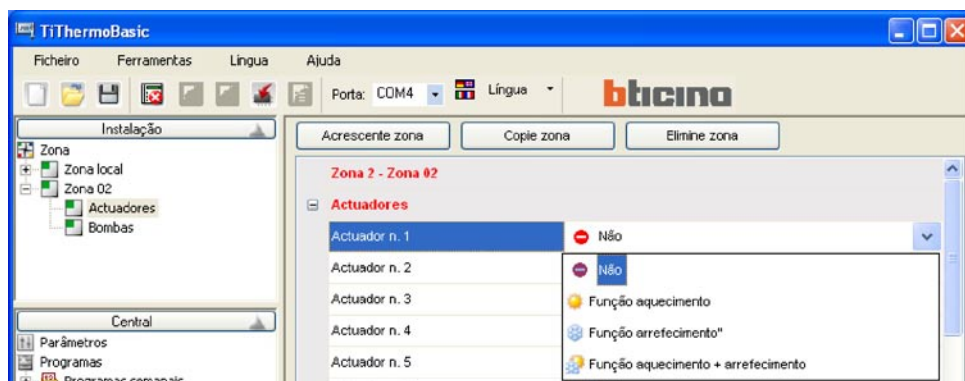 TiThermoBasic
Ficheiro Ferramentas Língua Ajuda
Porta: COM4 Língua bticino
Instalação
Zona
Zona local
Zona 02
Actuadores
Bombas
Central
Parâmetros
Programas
Programas semanais
Acrescente zona Copie zona Elimine zona
Zona 2 - Zona 02
Actuadores
Actuador n. 1 Não
Actuador n. 2 Não
Actuador n. 3 Função aquecimento
Actuador n. 4 Função arrefecimento"
Actuador n. 5 Função aquecimento + arrefecimento